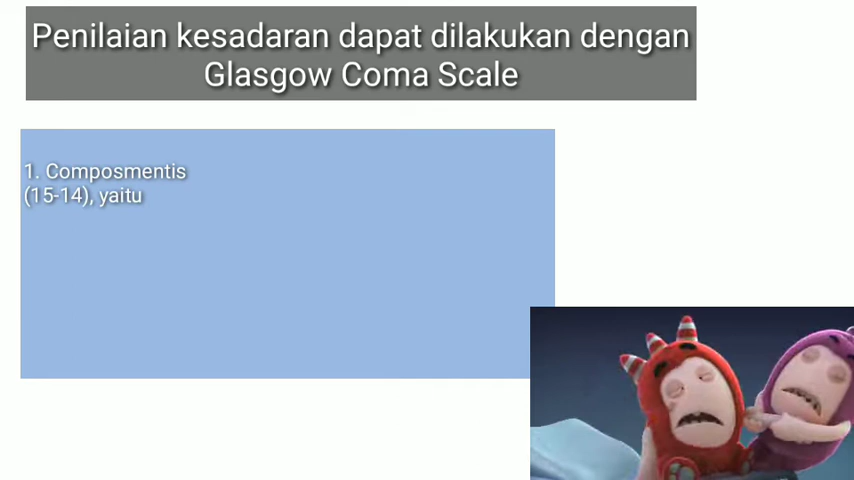 Penilaian kesadaran dapat dilakukan dengan
Glasgow Coma Scale
1. Composmentis
(15-14), yaitu